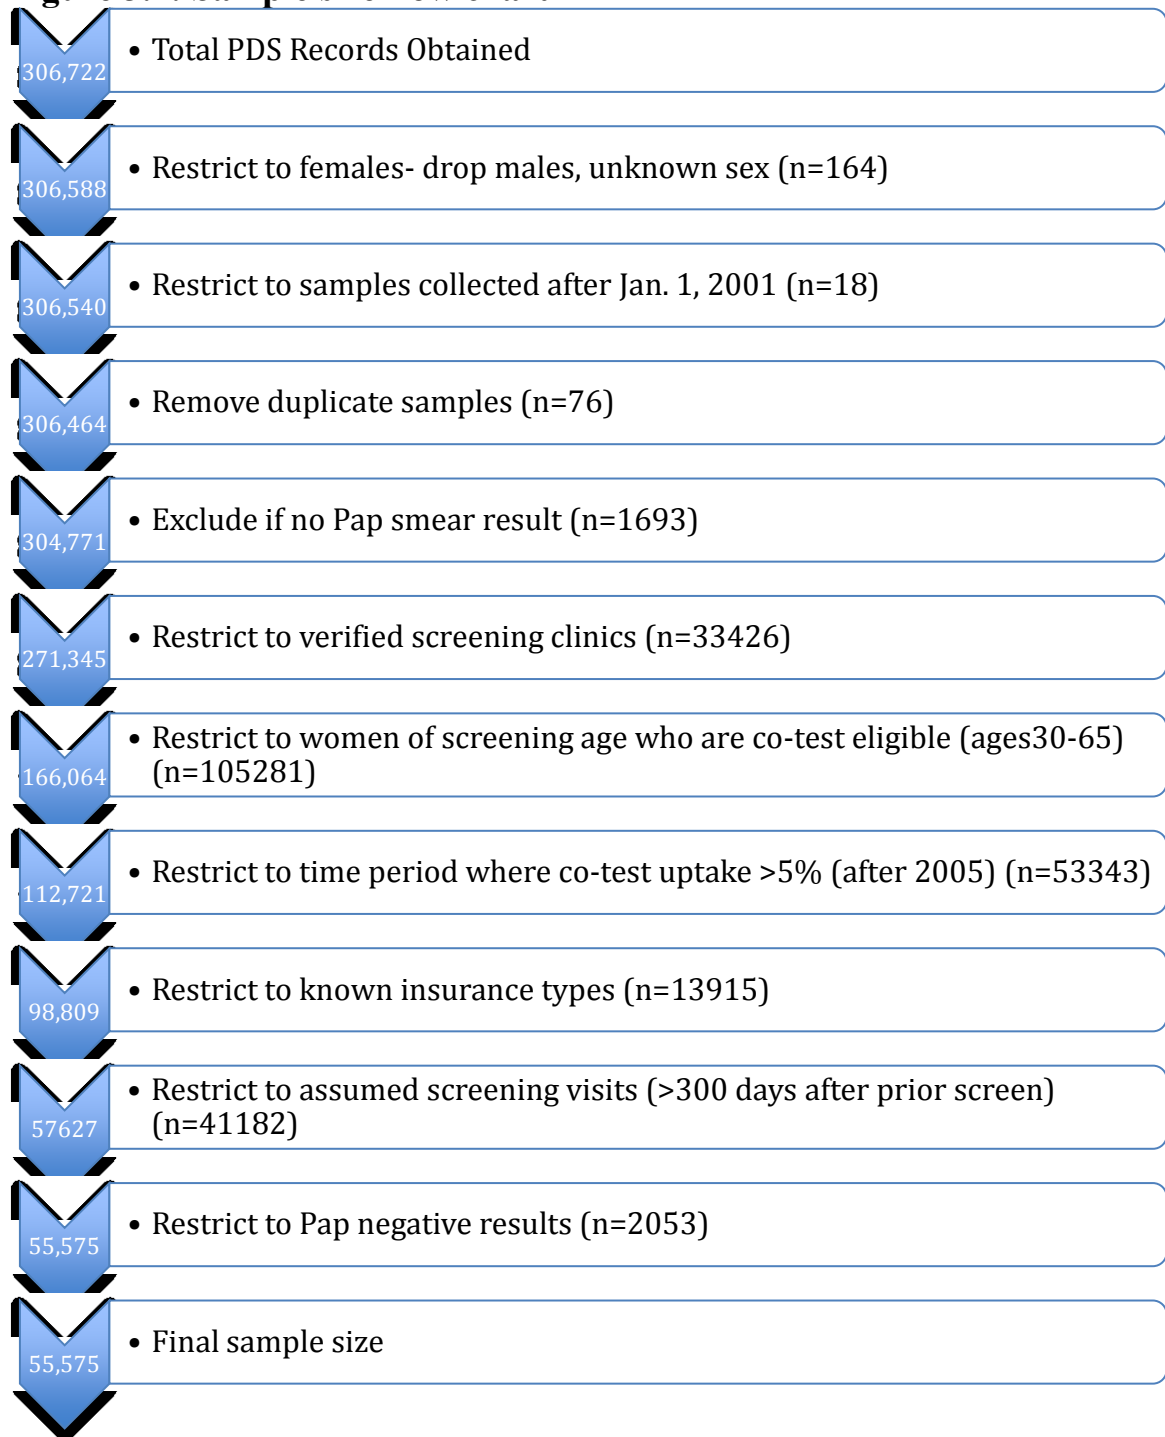 306,722
• Total PDS Records Obtained
306,588
• Restrict to females- drop males, unknown sex (n=164)
306,540
• Restrict to samples collected after Jan. 1, 2001 (n=18)
306,464
• Remove duplicate samples (n=76)
304,771
• Exclude if no Pap smear result (n=1693)
271,345
• Restrict to verified screening clinics (n=33426)
166,064
• Restrict to women of screening age who are co-test eligible (ages30-65)
(n=105281)
112,721
• Restrict to time period where co-test uptake >5% (after 2005) (n=53343)
98,809
• Restrict to known insurance types (n=13915)
57627
• Restrict to assumed screening visits (>300 days after prior screen)
(n=41182)
55,575
• Restrict to Pap negative results (n=2053)
55,575
• Final sample size